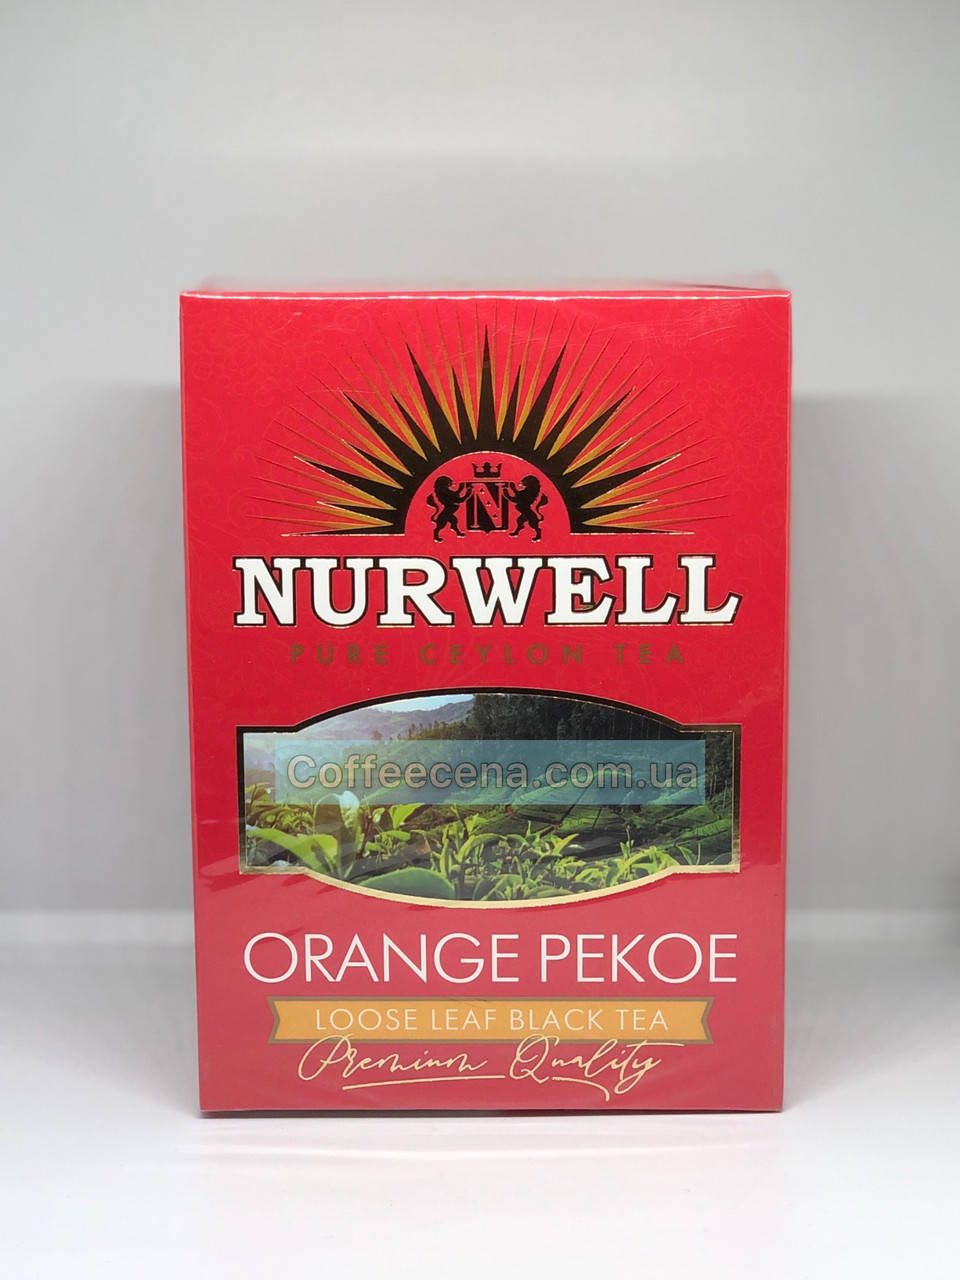 N
NURWELL
PURE CEYLON TEA
Coffeecena.com.ua
ORANGE PEKOE
LOOSE LEAF BLACK TEA
Premium Quality